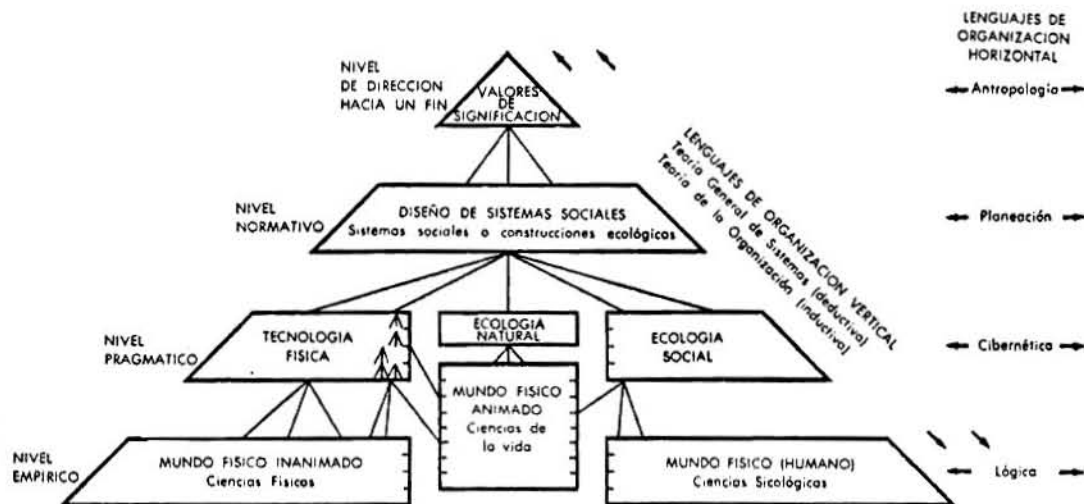 LENGUAJES DE
ORGANIZACION
HORIZONTAL
NIVEL
DE DIRECCION
HACIA UN FIN
VALORES
DE
SIGNIFICACION
Antropología
LENGUAJES DE ORGANIZACION VERTICAL
Teoría General de Sistemas (deductiva)
Teoría de la Organización (inductiva)
NIVEL
NORMATIVO
DISEÑO DE SISTEMAS SOCIALES
Sistemas sociales o construcciones ecológicos
Planeación
NIVEL
PRAGMATICO
TECNOLOGIA
FISICA
ECOLOGIA
NATURAL
ECOLOGIA
SOCIAL
Cibernética
MUNDO FISICO
ANIMADO
Ciencias de
la vida
NIVEL
EMPIRICO
MUNDO FISICO INANIMADO
Ciencias Físicos
MUNDO FISICO (HUMANO)
Ciencias Sicológicos
Lógica